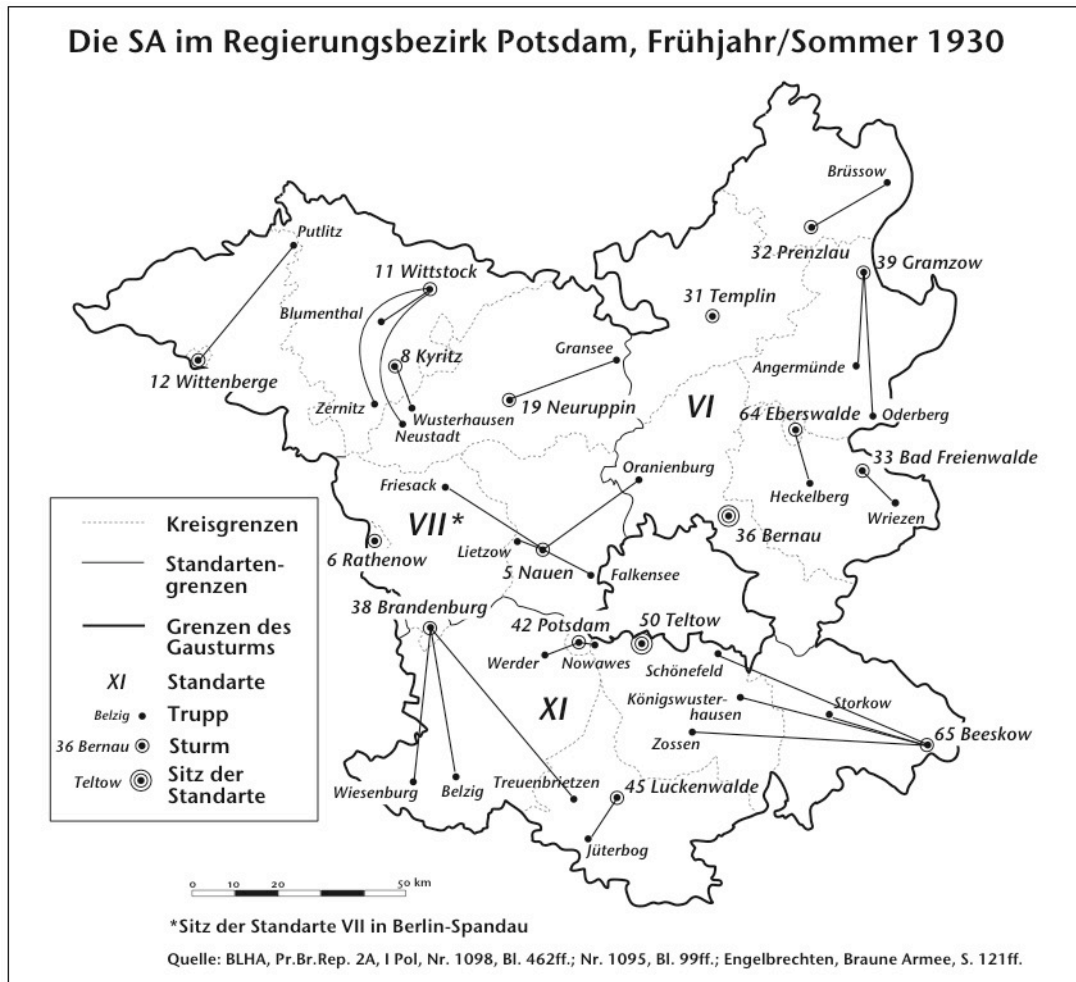 Die SA im Regierungsbezirk Potsdam, Frühjahr/Sommer 1930
Brüssow
32 Prenzlau
Putlitz
39 Gramzow
11 Wittstock
31 Templin
Blumenthal
8 Kyritz
Gransee
12 Wittenberge
Angermünde
19 Neuruppin
VI
Zernitz
Wusterhausen
Neustadt
64 Eberswalde
Oderberg
33 Bad Freienwalde
Oranienburg
Friesack
Heckelberg
Wriezen
VII*
Lietzow
36 Bernau
6 Rathenow
5 Nauen
Falkensee
38 Brandenburg
42 Potsdam
50 Teltow
Werder
Nowawes
Schönefeld
XI
Königswuster-
hausen
Storkow
Zossen
65 Beeskow
Wiesenburg
Belzig
Treuenbrietzen
45 Luckenwalde
Jüterbog
Kreisgrenzen
Standarten-
grenzen
Grenzen des
Gausturms
XI Standarte
Belzig Trupp
36 Bernau Sturm
Teltow Sitz der
Standarte
0 10 20 50 km
*Sitz der Standarte VII in Berlin-Spandau
Quelle: BLHA, Pr.Br.Rep. 2A, I Pol, Nr. 1098, Bl. 462ff.; Nr. 1095, Bl. 99ff.; Engelbrechten, Braune Armee, S. 121ff.